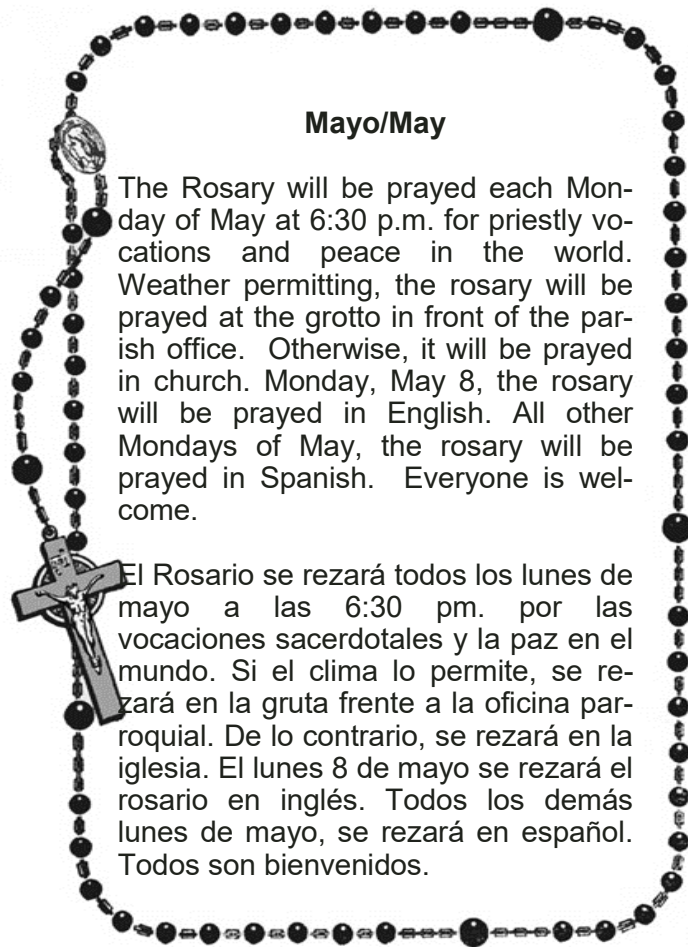 Mayo/May
The Rosary will be prayed each Mon-
day of May at 6:30 p.m. for priestly vo-
cations and peace in the world.
Weather permitting, the rosary will be
prayed at the grotto in front of the par-
ish office.  Otherwise, it will be prayed
in church. Monday, May 8, the rosary
will be prayed in English. All other
Mondays of May, the rosary will be
prayed in Spanish.  Everyone is wel-
come.
El Rosario se rezará todos los lunes de
mayo a las 6:30 pm. por las
vocaciones sacerdotales y la paz en el
mundo. Si el clima lo permite, se re-
zará en la gruta frente a la oficina par-
roquial. De lo contrario, se rezará en la
iglesia. El lunes 8 de mayo se rezará el
rosario en inglés. Todos los demás
lunes de mayo, se rezará en español.
Todos son bienvenidos.